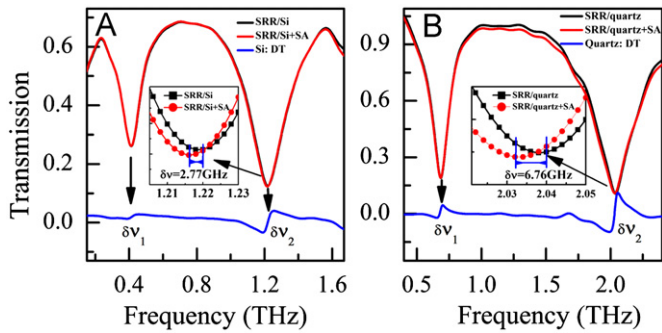 A
SRR/Si
SRR/Si+SA
Si: DT
SRR/Si
SRR/Si+SA
1.21 1.22 1.23
δν=2.77GHz
δν₁
δν₂
0.6
0.4
0.2
0.0
0.4 0.8 1.2 1.6
Frequency (THz)
Transmission
B
SRR/quartz
SRR/quartz+SA
Quartz: DT
SRR/quartz
SRR/quartz+SA
2.03 2.04 2.05
δν=6.76GHz
δν₁
δν₂
0.9
0.6
0.3
0.0
0.5 1.0 1.5 2.0
Frequency (THz)